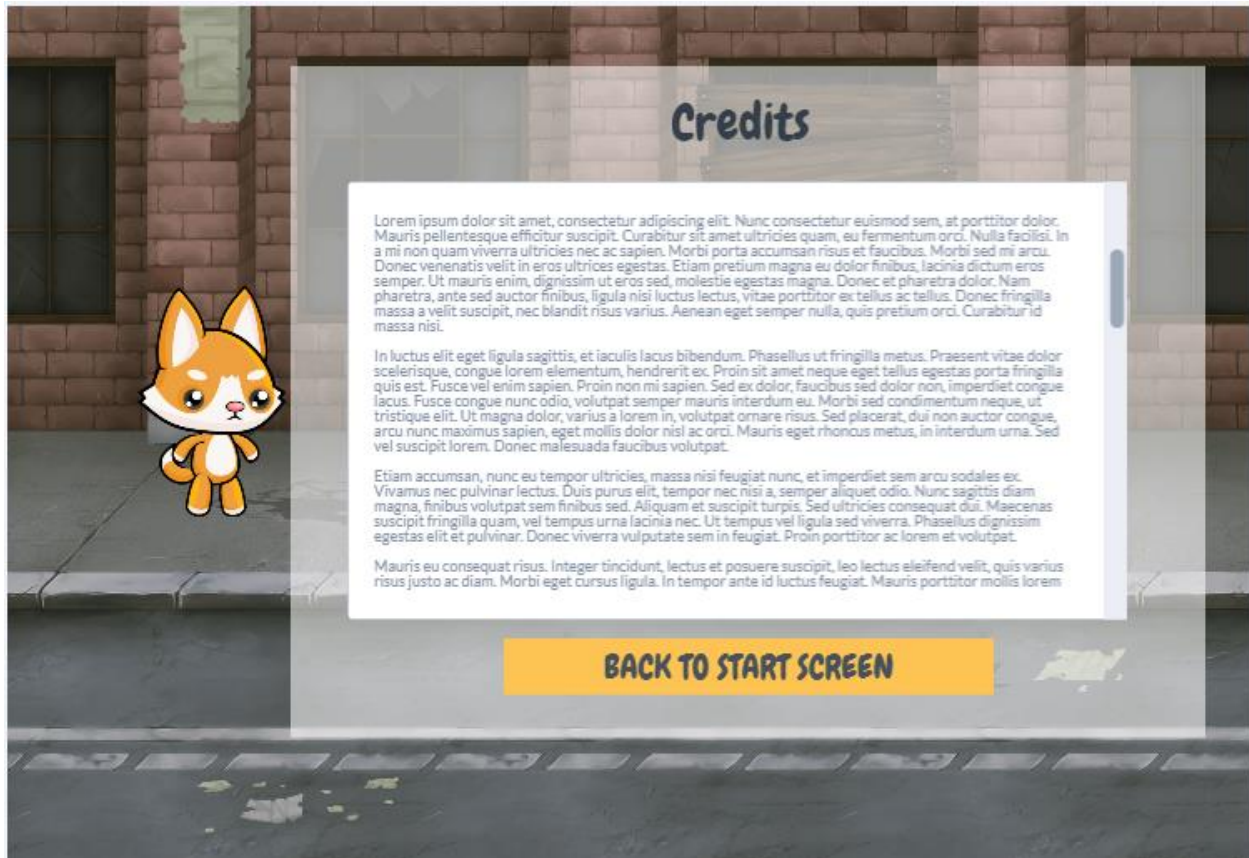 Credits
Lorem ipsum dolor sit amet, consectetur adipiscing elit. Nunc consectetur euismod sem, at porttitor dolor.
Mauris pellentesque efficitur suscipit. Curabitur sit amet ultricies quam, eu fermentum orci. Nulla facilisi. In
a mi non quam viverra ultricies nec ac sapien. Morbi porta accumsan risus et faucibus. Morbi sed mi arcu.
Donec venenatis velit in eros ultrices egestas. Etiam pretium magna eu dolor finibus, lacinia dictum eros
semper. Ut mauris enim, dignissim ut eros sed, molestie egestas magna. Donec et pharetra dolor. Nam
pharetra, ante sed auctor finibus, ligula nisi luctus lectus, vitae porttitor ex tellus ac tellus. Donec fringilla
massa a velit suscipit, nec blandit risus varius. Aenean eget semper nulla, quis pretium orci. Curabitur id
massa nisi.
In luctus elit eget ligula sagittis, et iaculis lacus bibendum. Phasellus ut fringilla metus. Praesent vitae dolor
scelerisque, congue lorem elementum, hendrerit ex. Proin sit amet neque eget tellus egestas porta fringilla
quis est. Fusce vel enim sapien. Proin non mi sapien. Sed ex dolor, faucibus sed dolor non, imperdiet congue
lacus. Fusce congue nunc odio, volutpat semper mauris interdum eu. Morbi sed condimentum neque, ut
tristique elit. Ut magna dolor, varius a lorem in, volutpat ornare risus. Sed placerat, dui non auctor congue,
arcu nunc maximus sapien, eget mollis dolor nisl ac orci. Mauris eget rhoncus metus, in interdum urna. Sed
vel suscipit lorem. Donec malesuada faucibus volutpat.
Etiam accumsan, nunc eu tempor ultricies, massa nisi feugiat nunc, et imperdiet sem arcu sodales ex.
Vivamus nec pulvinar lectus. Duis purus elit, tempor nec nisi a, semper aliquet odio. Nunc sagittis diam
magna, finibus volutpat sem finibus sed. Aliquam et suscipit turpis. Sed ultricies consequat dui. Maecenas
suscipit fringilla quam, vel tempus urna lacinia nec. Ut tempus vel ligula sed viverra. Phasellus dignissim
egestas elit et pulvinar. Donec viverra vulputate sem in feugiat. Proin porttitor ac lorem et volutpat.
Mauris eu consequat risus. Integer tincidunt, lectus et posuere suscipit, leo lectus eleifend velit, quis varius
risus justo ac diam. Morbi eget cursus ligula. In tempor ante id luctus feugiat. Mauris porttitor mollis lorem
BACK TO START SCREEN